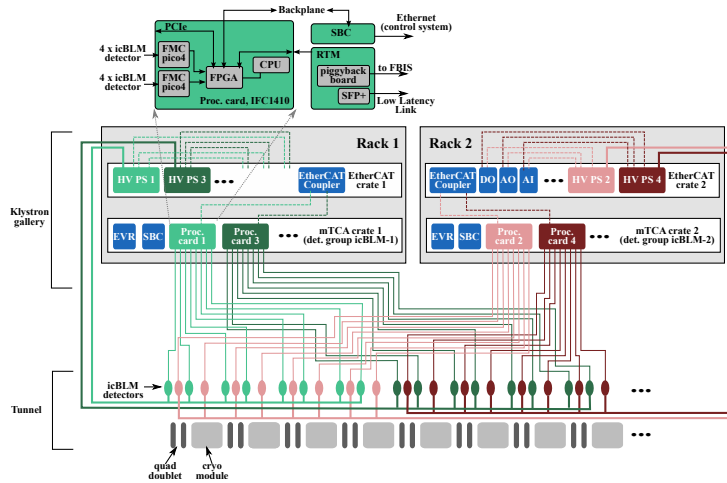 Backplane
Ethernet
(control system)
PCIe
SBC
4 x icBLM
detector
FMC
pico4
CPU
RTM
FPGA
piggyback
board
to FBIS
4 x icBLM
detector
FMC
pico4
SFP+
Low Latency
Link
Proc. card, IFC1410
Rack 1
Rack 2
HV PS 1
HV PS 3
EtherCAT
Coupler
EtherCAT
crate 1
EtherCAT
Coupler
DO
AO
AI
HV PS 2
HV PS 4
EtherCAT
crate 2
Klystron
gallery
EVR
SBC
Proc.
card 1
Proc.
card 3
mTCA crate 1
(det. group icBLM-1)
EVR
SBC
Proc.
card 2
Proc.
card 4
mTCA crate 2
(det. group icBLM-2)
icBLM
detectors
Tunnel
quad
doublet
cryo
module